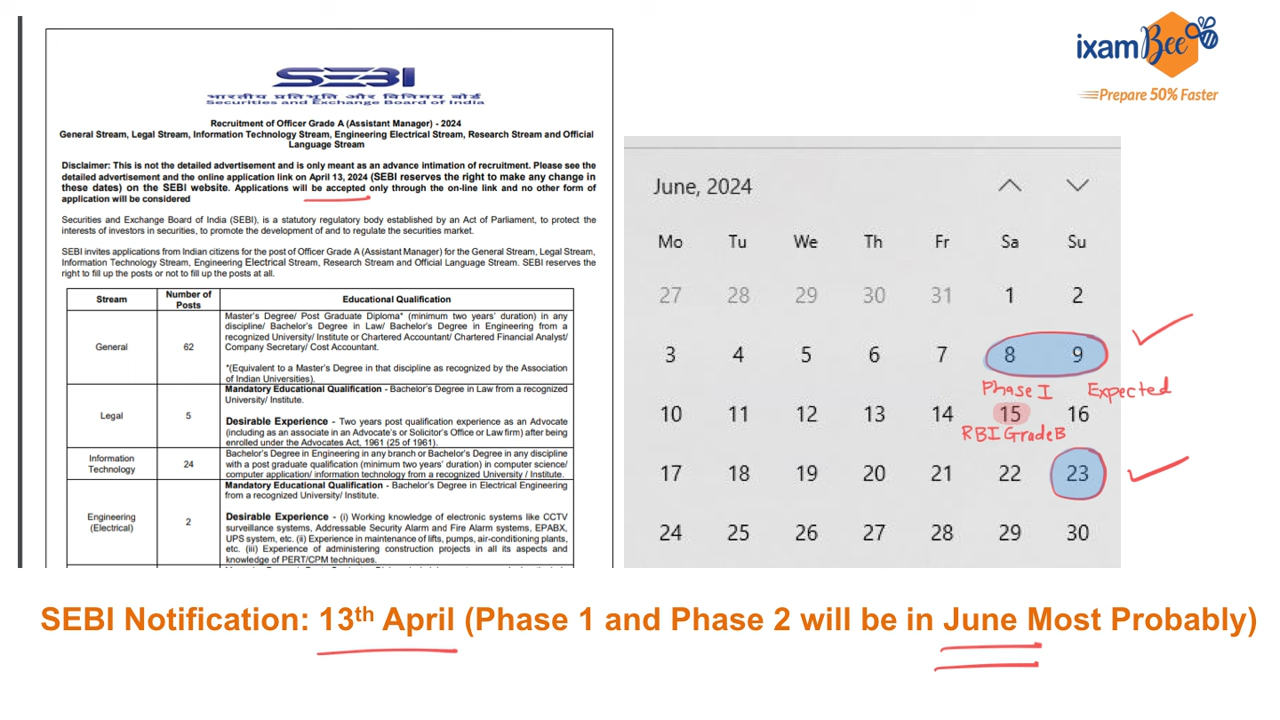 ixamBee
Prepare 50% Faster
SEBI
भारतीय प्रतिभूति और विनिमय बोर्ड
Securities and Exchange Board of India
Recruitment of Officer Grade A (Assistant Manager) - 2024
General Stream, Legal Stream, Information Technology Stream, Engineering Electrical Stream, Research Stream and Official
Language Stream
Disclaimer: This is not the detailed advertisement and is only meant as an advance intimation of recruitment. Please see the
detailed advertisement and the online application link on April 13, 2024 (SEBI reserves the right to make any change in
these dates) on the SEBI website. Applications will be accepted only through the on-line link and no other form of
application will be considered
Securities and Exchange Board of India (SEBI), is a statutory regulatory body established by an Act of Parliament, to protect the
interests of investors in securities, to promote the development of and to regulate the securities market.
SEBI invites applications from Indian citizens for the post of Officer Grade A (Assistant Manager) for the General Stream, Legal Stream,
Information Technology Stream, Engineering Electrical Stream, Research Stream and Official Language Stream. SEBI reserves the
right to fill up the posts or not to fill up the posts at all.
Stream
Number of
Posts
Educational Qualification
General
62
Master's Degree/ Post Graduate Diploma* (minimum two years' duration) in any
discipline/ Bachelor's Degree in Law/ Bachelor's Degree in Engineering from a
recognized University/ Institute or Chartered Accountant/ Chartered Financial Analyst/
Company Secretary/ Cost Accountant.
*(Equivalent to a Master's Degree in that discipline as recognized by the Association
of Indian Universities).
Legal
5
Mandatory Educational Qualification - Bachelor's Degree in Law from a recognized
University/ Institute.
Desirable Experience - Two years post qualification experience as an Advocate
(including as an associate in an Advocate's or Solicitor's Office or Law firm) after being
enrolled under the Advocates Act, 1961 (25 of 1961).
Information
Technology
24
Bachelor's Degree in Engineering in any branch or Bachelor's Degree in any discipline
with a post graduate qualification (minimum two years' duration) in computer science/
computer application/ information technology from a recognized University / Institute.
Engineering
(Electrical)
2
Mandatory Educational Qualification - Bachelor's Degree in Electrical Engineering
from a recognized University/ Institute.
Desirable Experience - (i) Working knowledge of electronic systems like CCTV
surveillance systems, Addressable Security Alarm and Fire Alarm systems, EPABX,
UPS system, etc. (ii) Experience in maintenance of lifts, pumps, air-conditioning plants,
etc. (iii) Experience of administering construction projects in all its aspects and
knowledge of PERT/CPM techniques.
June, 2024
Mo Tu We Th Fr Sa Su
27 28 29 30 31 1 2
3 4 5 6 7 8 9
Phase I Expected
10 11 12 13 14 15 16
RBI Grade B
17 18 19 20 21 22 23
24 25 26 27 28 29 30
SEBI Notification: 13th April (Phase 1 and Phase 2 will be in June Most Probably)